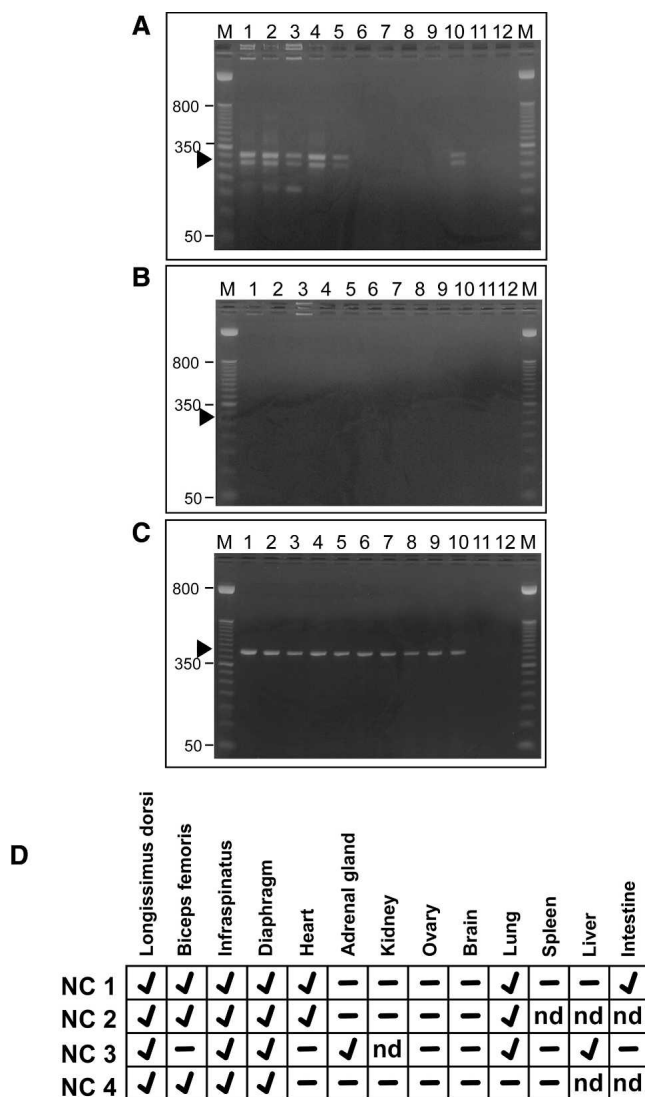 A
M 1 2 3 4 5 6 7 8 9 10 11 12 M
800
350
50
B
M 1 2 3 4 5 6 7 8 9 10 11 12 M
800
350
50
C
M 1 2 3 4 5 6 7 8 9 10 11 12 M
800
350
50
D
Longissimus dorsi
Biceps femoris
Infraspinatus
Diaphragm
Heart
Adrenal gland
Kidney
Ovary
Brain
Lung
Spleen
Liver
Intestine
NC 1 ✓ ✓ ✓ ✓ ✓ – – – – ✓ – – ✓
NC 2 ✓ ✓ ✓ ✓ ✓ – – – – ✓ nd nd nd
NC 3 ✓ – ✓ ✓ – ✓ nd – – ✓ – ✓ –
NC 4 ✓ ✓ ✓ ✓ – – – – – – – nd nd